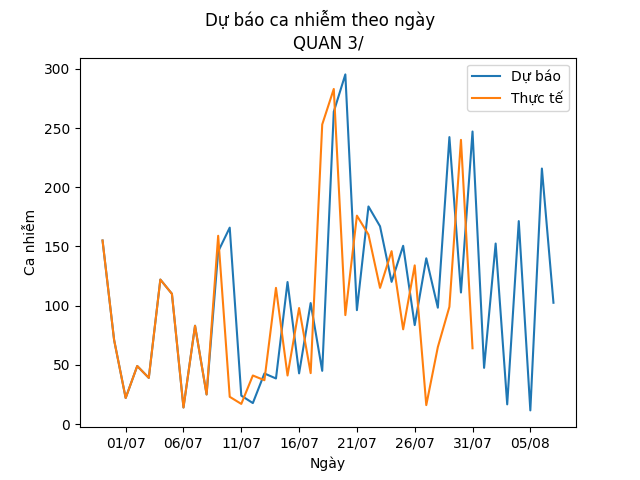 Dự báo ca nhiễm theo ngày
QUAN 3/
300
250
200
150
100
50
0
Ca nhiễm
Dự báo
Thực tế
01/07 06/07 11/07 16/07 21/07 26/07 31/07 05/08
Ngày